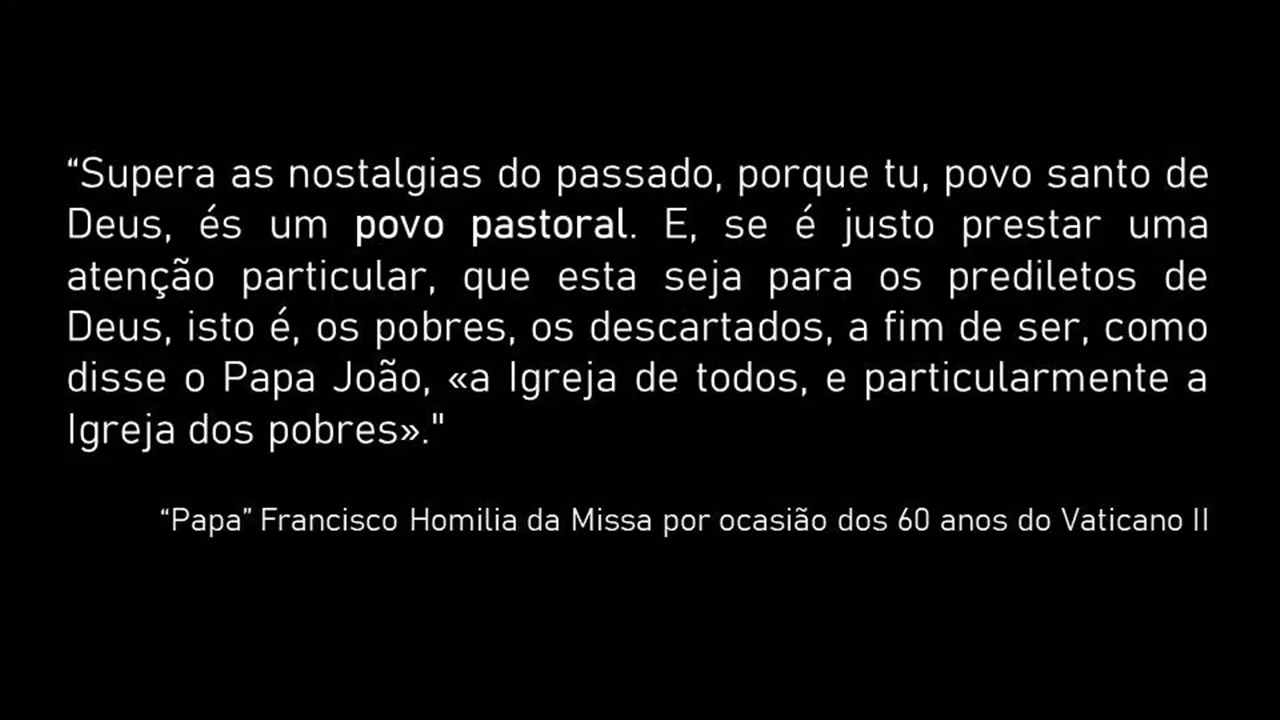 “Supera as nostalgias do passado, porque tu, povo santo de
Deus, és um povo pastoral. E, se é justo prestar uma
atenção particular, que esta seja para os prediletos de
Deus, isto é, os pobres, os descartados, a fim de ser, como
disse o Papa João, «a Igreja de todos, e particularmente a
Igreja dos pobres»."
“Papa” Francisco Homilia da Missa por ocasião dos 60 anos do Vaticano II